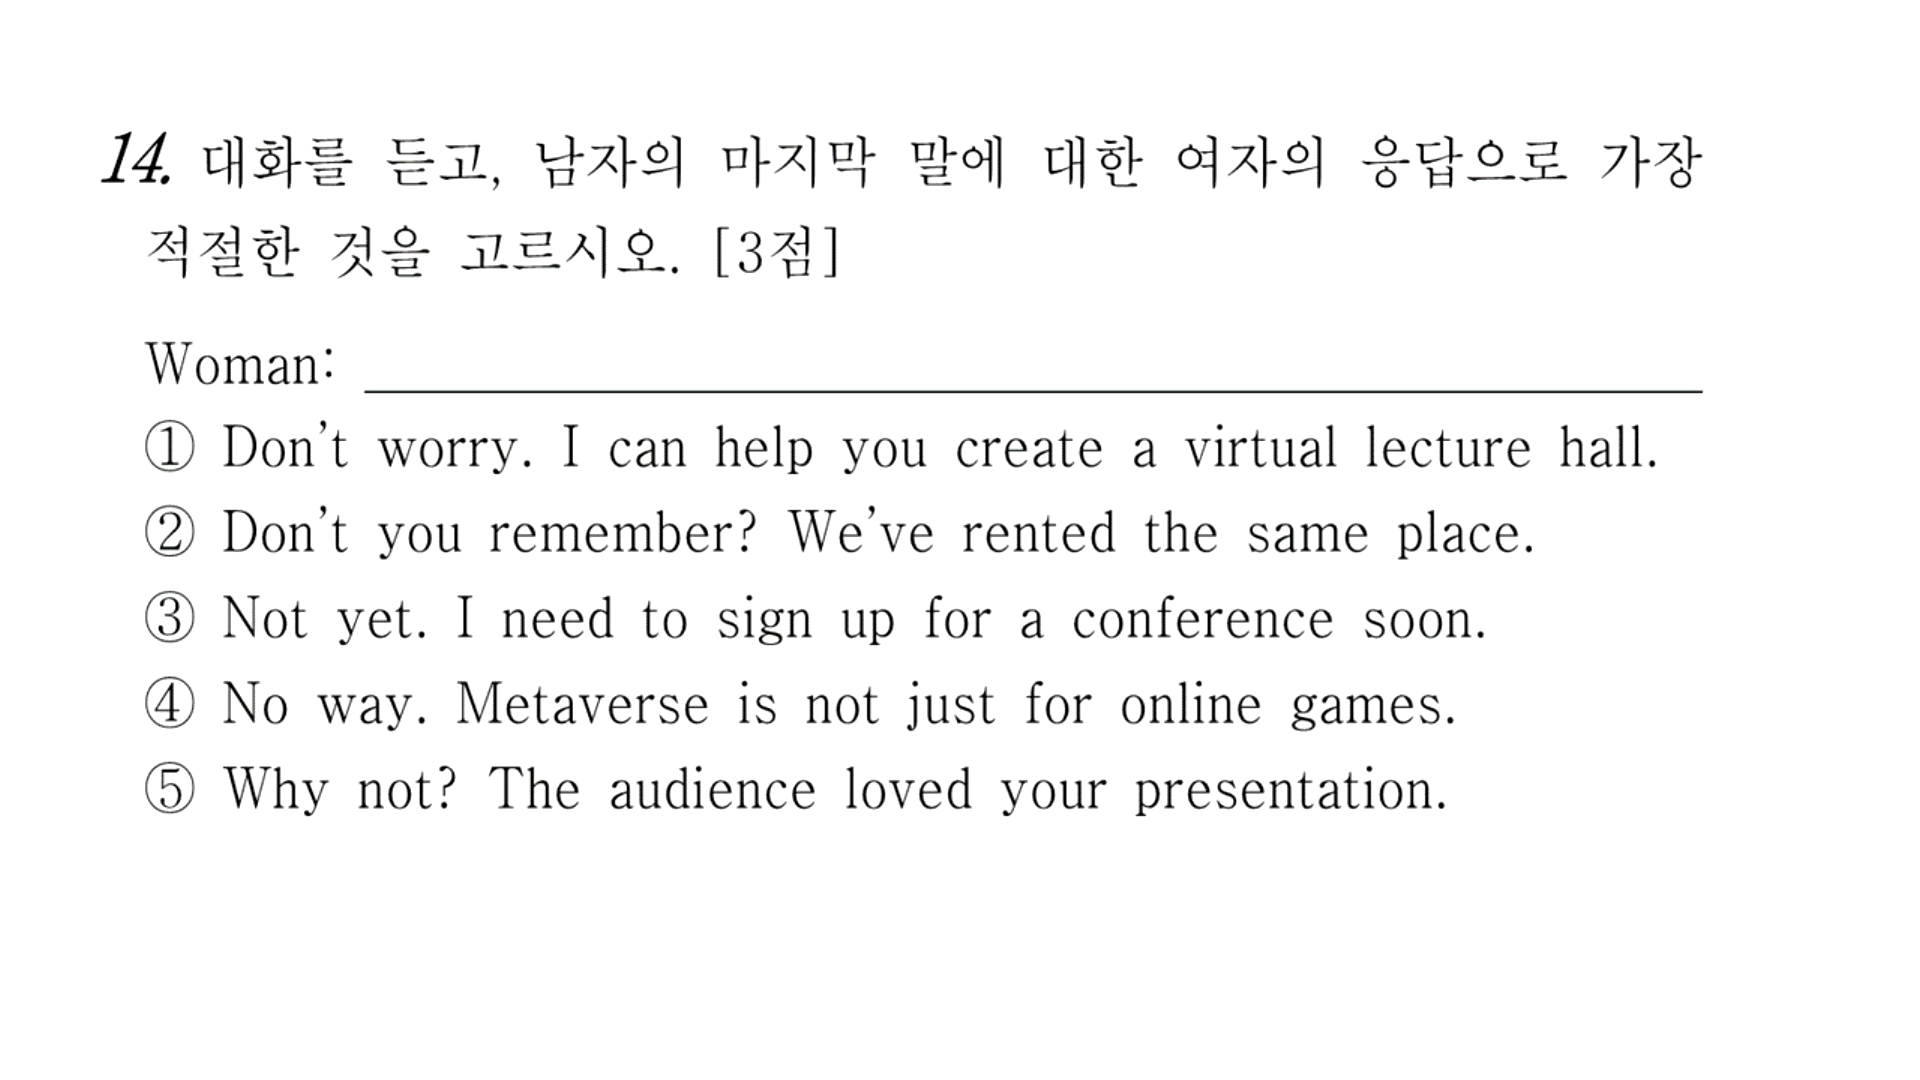 14. 대화를 듣고, 남자의 마지막 말에 대한 여자의 응답으로 가장
적절한 것을 고르시오. [3점]
Woman:
① Don't worry. I can help you create a virtual lecture hall.
② Don't you remember? We've rented the same place.
③ Not yet. I need to sign up for a conference soon.
④ No way. Metaverse is not just for online games.
⑤ Why not? The audience loved your presentation.